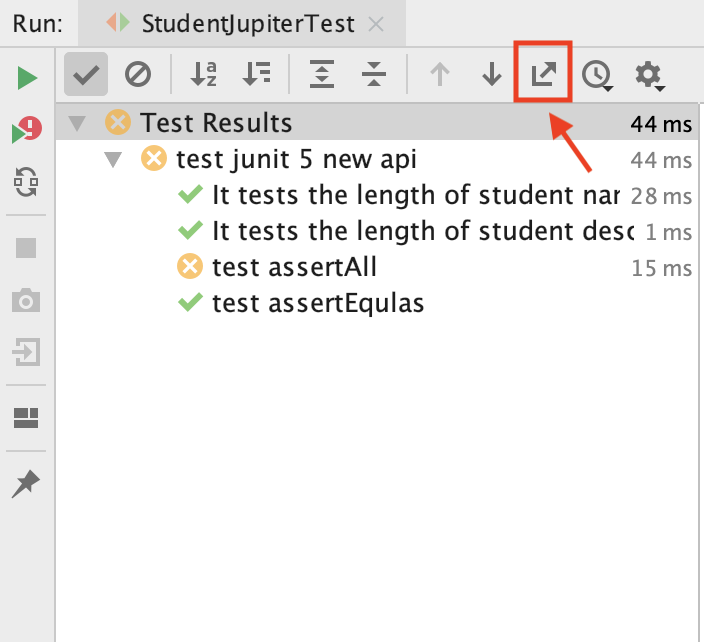 Run: StudentJupiterTest
Test Results 44 ms
test junit 5 new api 44 ms
It tests the length of student nar 28 ms
It tests the length of student desc 1 ms
test assertAll 15 ms
test assertEqulas